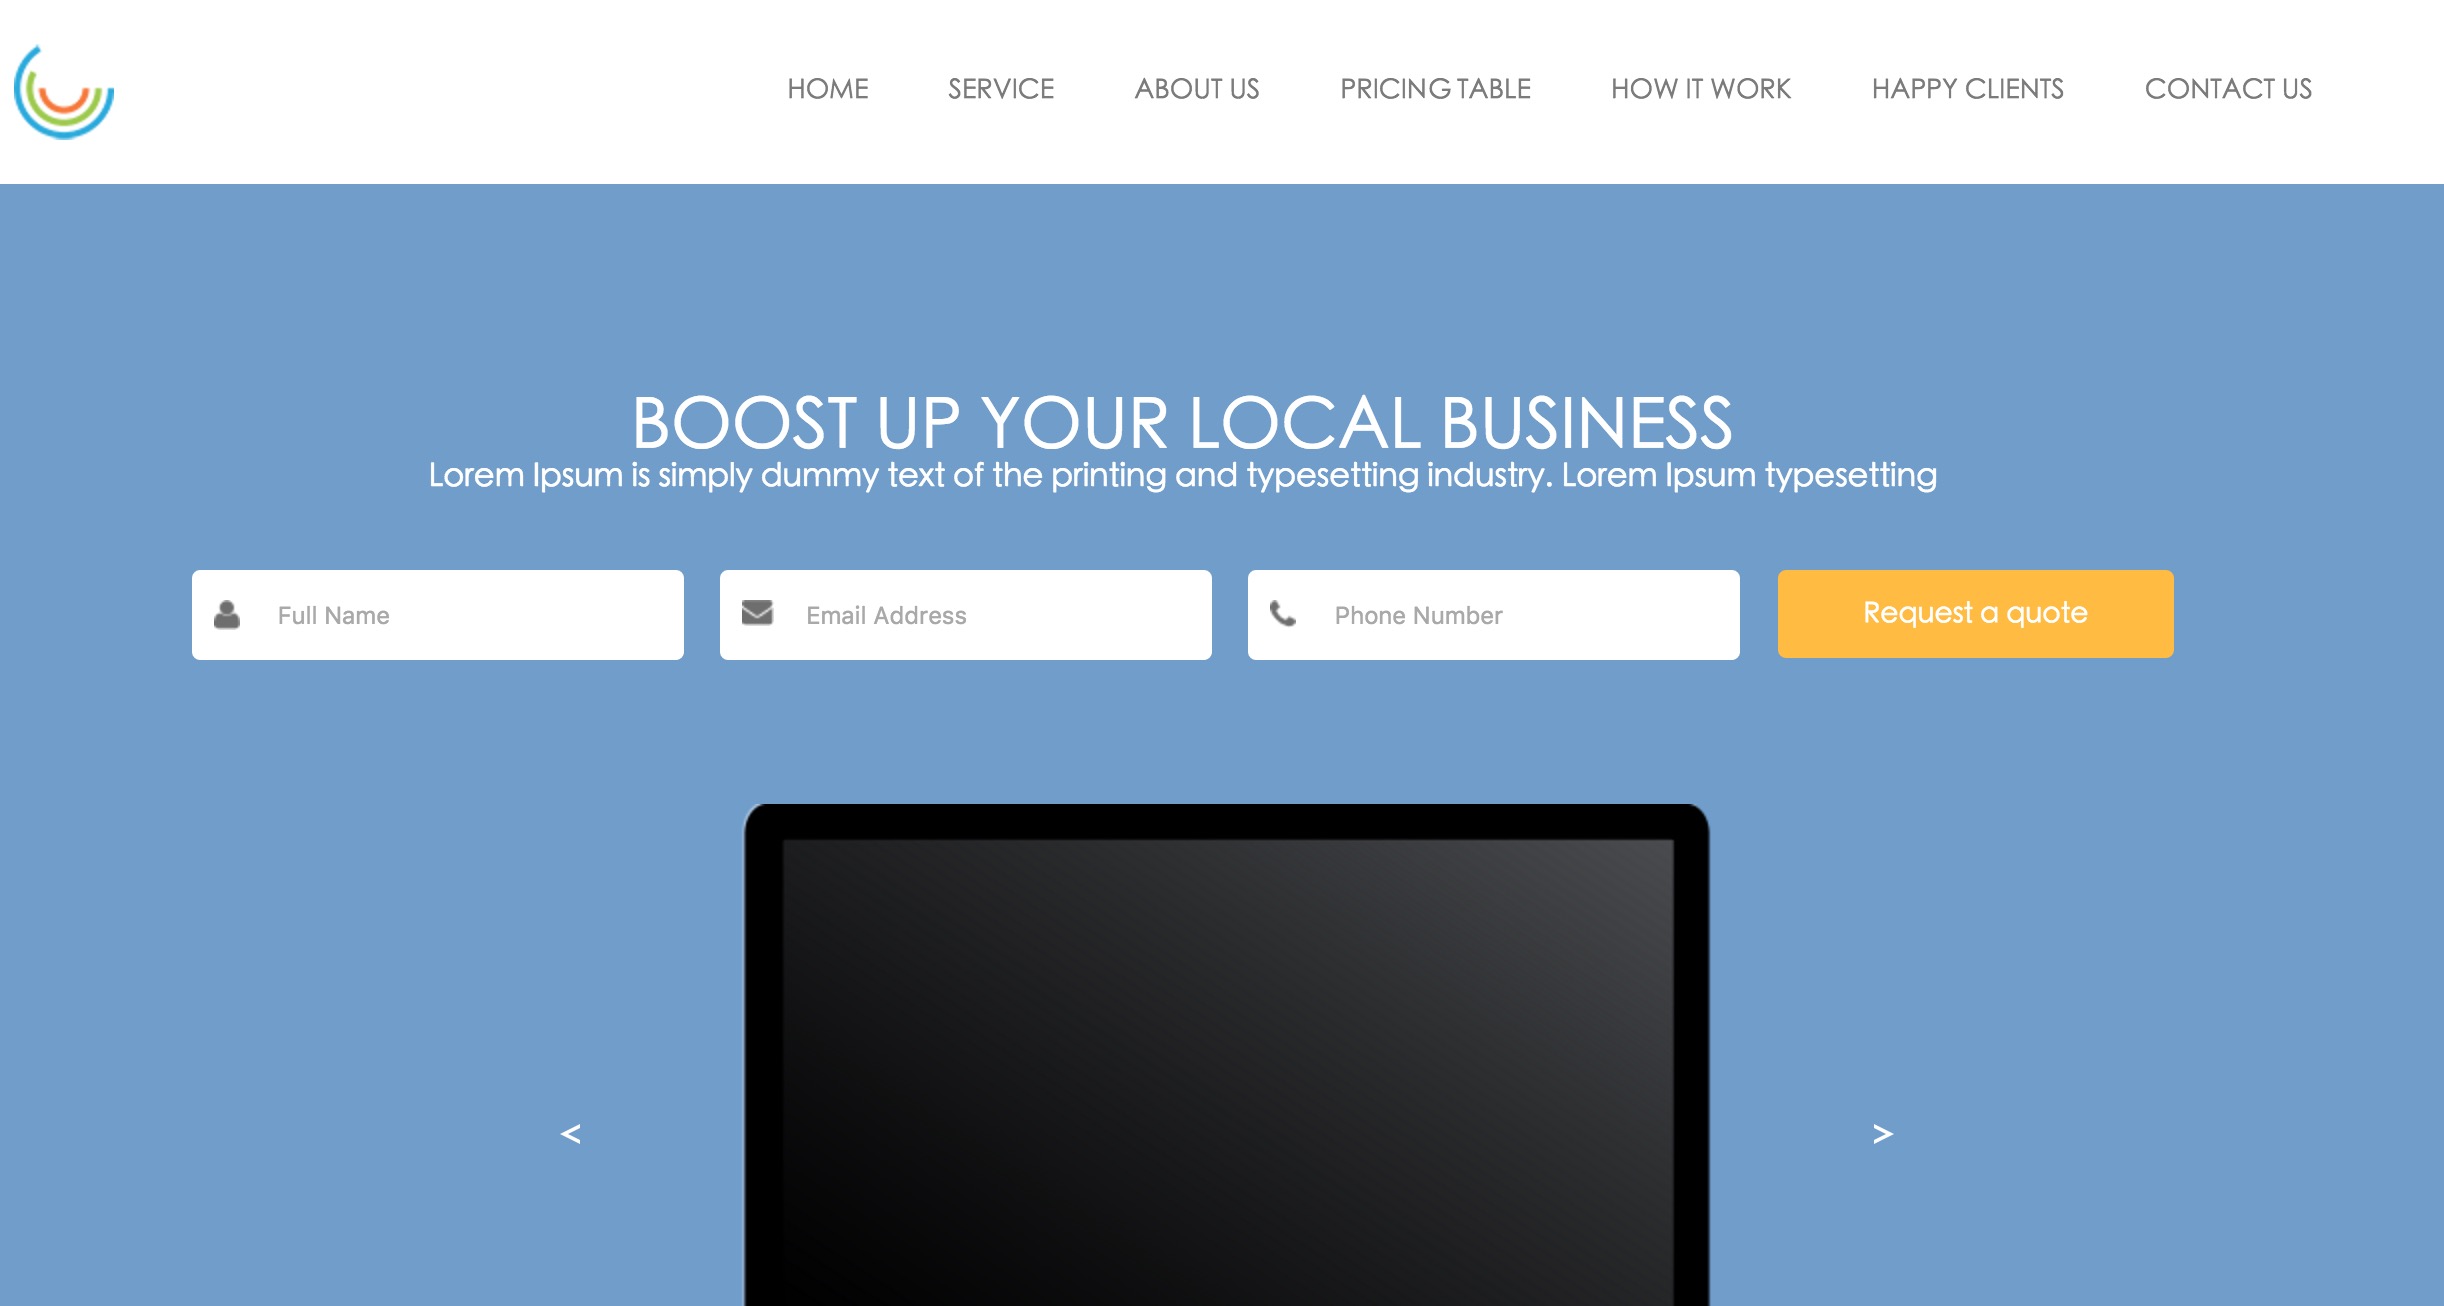 HOME SERVICE ABOUT US PRICING TABLE HOW IT WORK HAPPY CLIENTS CONTACT US
BOOST UP YOUR LOCAL BUSINESS
Lorem Ipsum is simply dummy text of the printing and typesetting industry. Lorem Ipsum typesetting
Full Name Email Address Phone Number Request a quote
< >